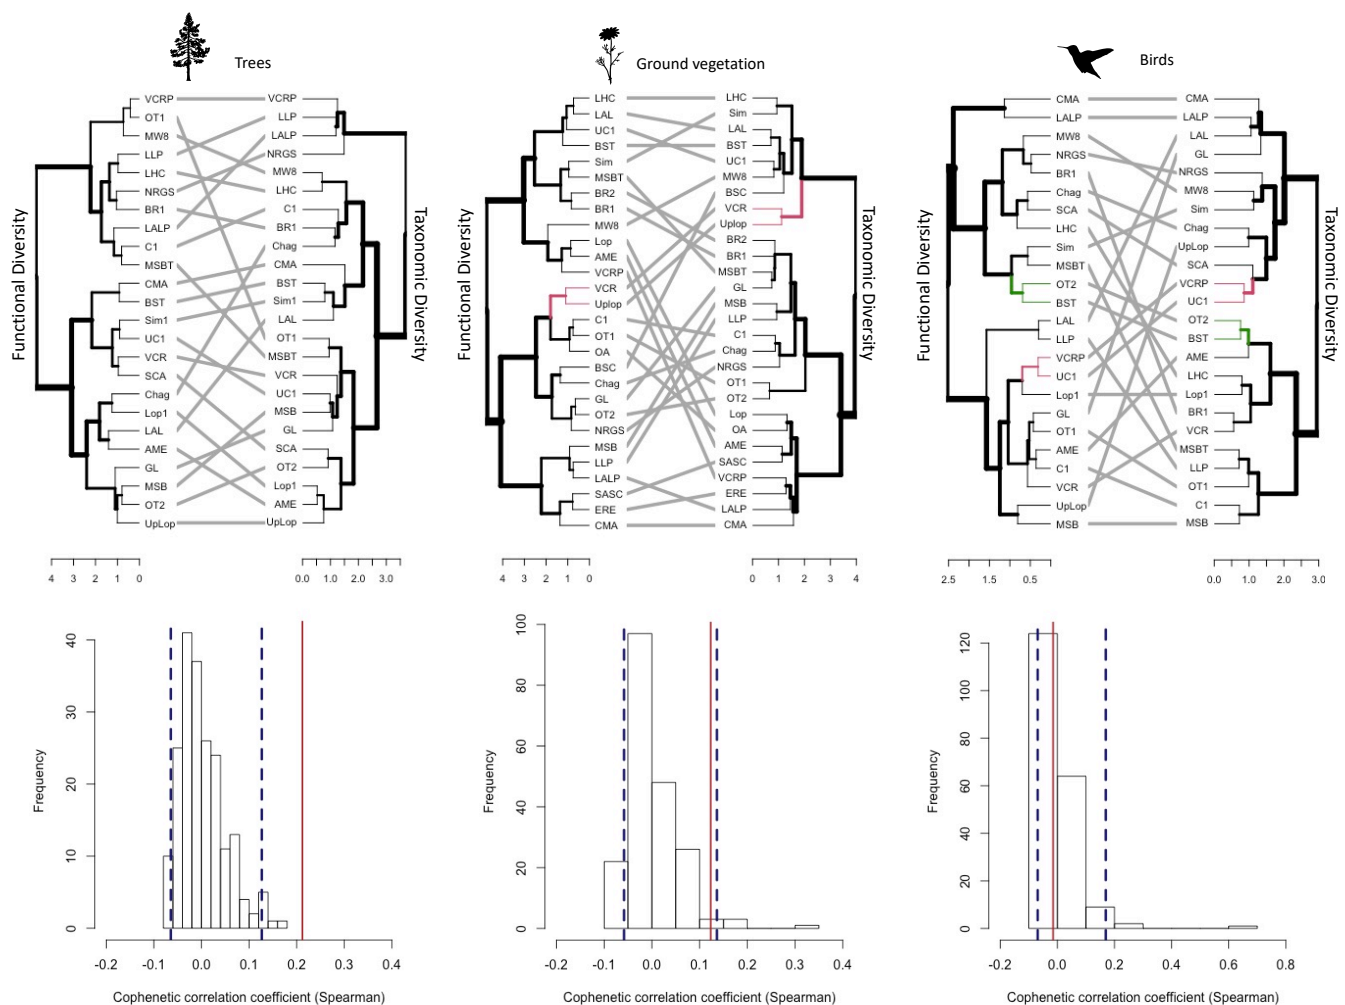 Trees
Functional Diversity
VCRP
OT1
MW8
LLP
LHC
NRGS
BR1
LALP
C1
MSBT
CMA
BST
Sim1
UC1
VCR
SCA
Chag
Lop1
LAL
AME
GL
MSB
OT2
UpLop
VCRP
LLP
LALP
NRGS
MW8
LHC
C1
BR1
Chag
CMA
BST
Sim1
LAL
OT1
MSBT
VCR
UC1
MSB
GL
SCA
OT2
Lop1
AME
UpLop
Taxonomic Diversity
4 3 2 1 0
0.0 1.0 2.0 3.0
Ground vegetation
Functional Diversity
LHC
LAL
UC1
BST
Sim
MSBT
BR2
BR1
MW8
Lop
AME
VCRP
VCR
Uplop
C1
OT1
OA
BSC
Chag
GL
OT2
NRGS
MSB
LLP
LALP
SASC
ERE
CMA
LHC
Sim
LAL
BST
UC1
MW8
BSC
VCR
Uplop
BR2
BR1
MSBT
GL
MSB
LLP
C1
Chag
NRGS
OT1
OT2
Lop
OA
AME
SASC
VCRP
ERE
LALP
CMA
Taxonomic Diversity
4 3 2 1 0
0 1 2 3 4
Birds
Functional Diversity
CMA
LALP
MW8
NRGS
BR1
Chag
SCA
LHC
Sim
MSBT
OT2
BST
LAL
LLP
VCRP
UC1
Lop1
GL
OT1
AME
C1
VCR
UpLop
MSB
CMA
LALP
LAL
GL
NRGS
MW8
Sim
Chag
UpLop
SCA
VCRP
UC1
OT2
BST
AME
LHC
Lop1
BR1
VCR
MSBT
LLP
OT1
C1
MSB
Taxonomic Diversity
2.5 1.5 0.5
0.0 1.0 2.0 3.0
Frequency
40
30
20
10
0
-0.2 -0.1 0.0 0.1 0.2 0.3 0.4
Cophenetic correlation coefficient (Spearman)
Frequency
100
80
60
40
20
0
-0.2 -0.1 0.0 0.1 0.2 0.3 0.4
Cophenetic correlation coefficient (Spearman)
Frequency
120
100
80
60
40
20
0
-0.2 0.0 0.2 0.4 0.6 0.8
Cophenetic correlation coefficient (Spearman)